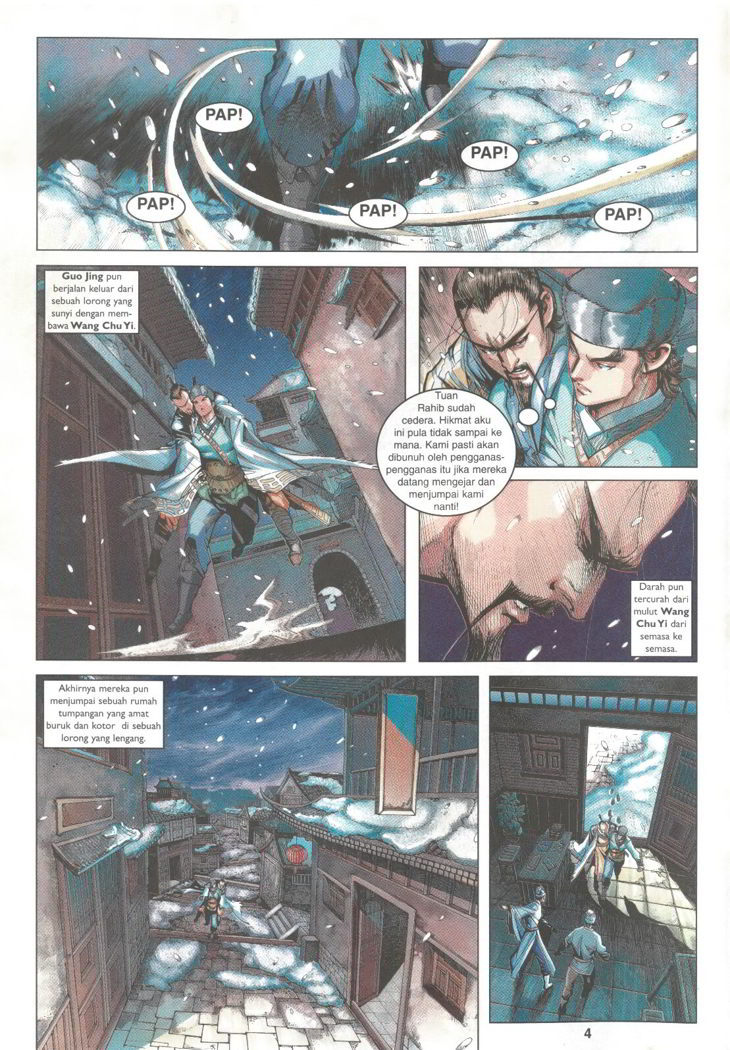 PAP!
PAP!
PAP!
PAP!
PAP!
Guo Jing pun
berjalan keluar dari
sebuah lorong yang
sunyi dengan mem-
bawa Wang Chu Yi.
Tuan
Rahib sudah
cedera. Hikmat aku
ini pula tidak sampai ke
mana. Kami pasti akan
dibunuh oleh pengganas-
pengganas itu jika mereka
datang mengejar dan
menjumpai kami
nanti!
Darah pun
tercurah dari
mulut Wang
Chu Yi dari
semasa ke
semasa.
Akhirnya mereka pun
menjumpai sebuah rumah
tumpangan yang amat
buruk dan kotor di sebuah
lorong yang lengang.
4